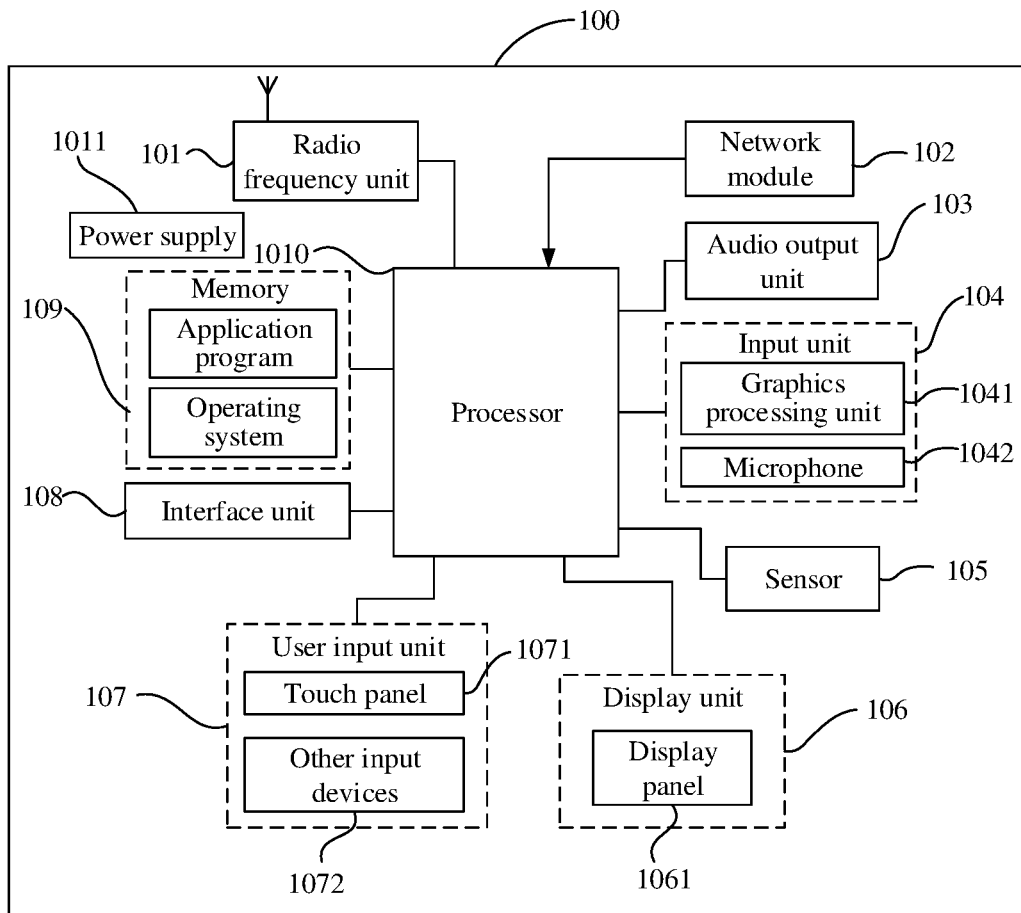 100
1011
101
Radio
frequency unit
Network
module
102
Power supply
1010
Audio output
unit
103
109
Memory
Application
program
Operating
system
Processor
104
Input unit
Graphics
processing unit
1041
Microphone
1042
108
Interface unit
Sensor
105
107
User input unit
1071
Touch panel
Other input
devices
1072
Display unit
106
Display
panel
1061